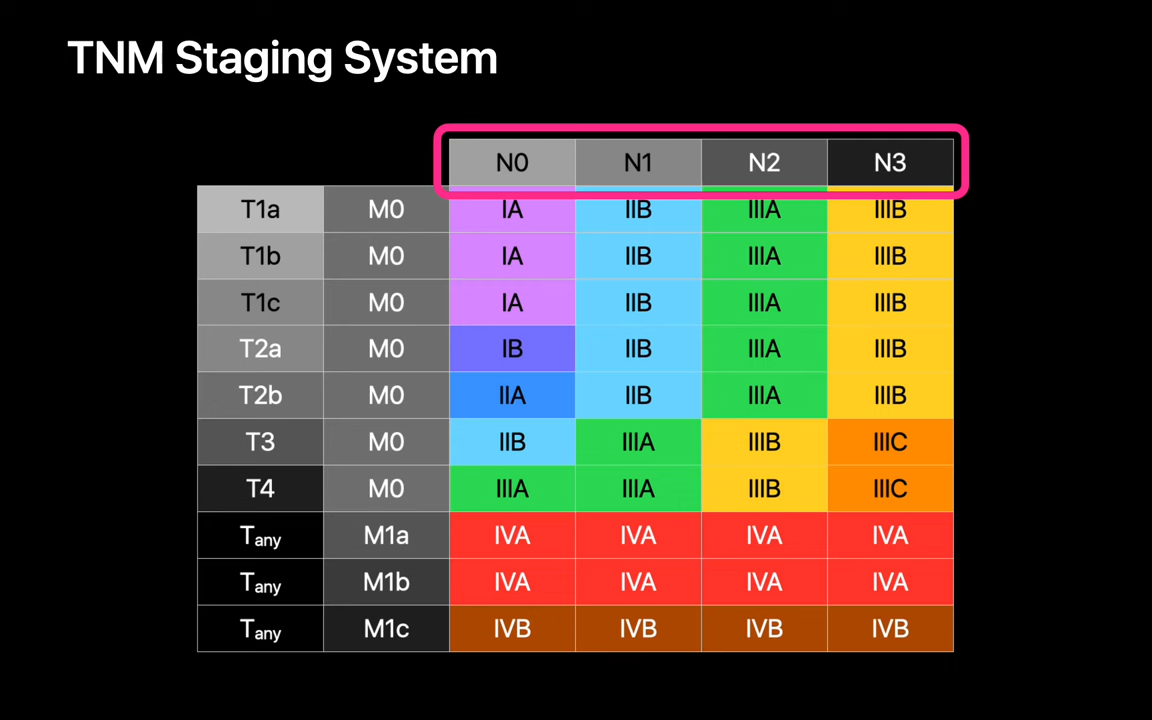 TNM Staging System
N0 N1 N2 N3
T1a M0 IA IIB IIIA IIIB
T1b M0 IA IIB IIIA IIIB
T1c M0 IA IIB IIIA IIIB
T2a M0 IB IIB IIIA IIIB
T2b M0 IIA IIB IIIA IIIB
T3 M0 IIB IIIA IIIB IIIC
T4 M0 IIIA IIIA IIIB IIIC
Tany M1a IVA IVA IVA IVA
Tany M1b IVA IVA IVA IVA
Tany M1c IVB IVB IVB IVB